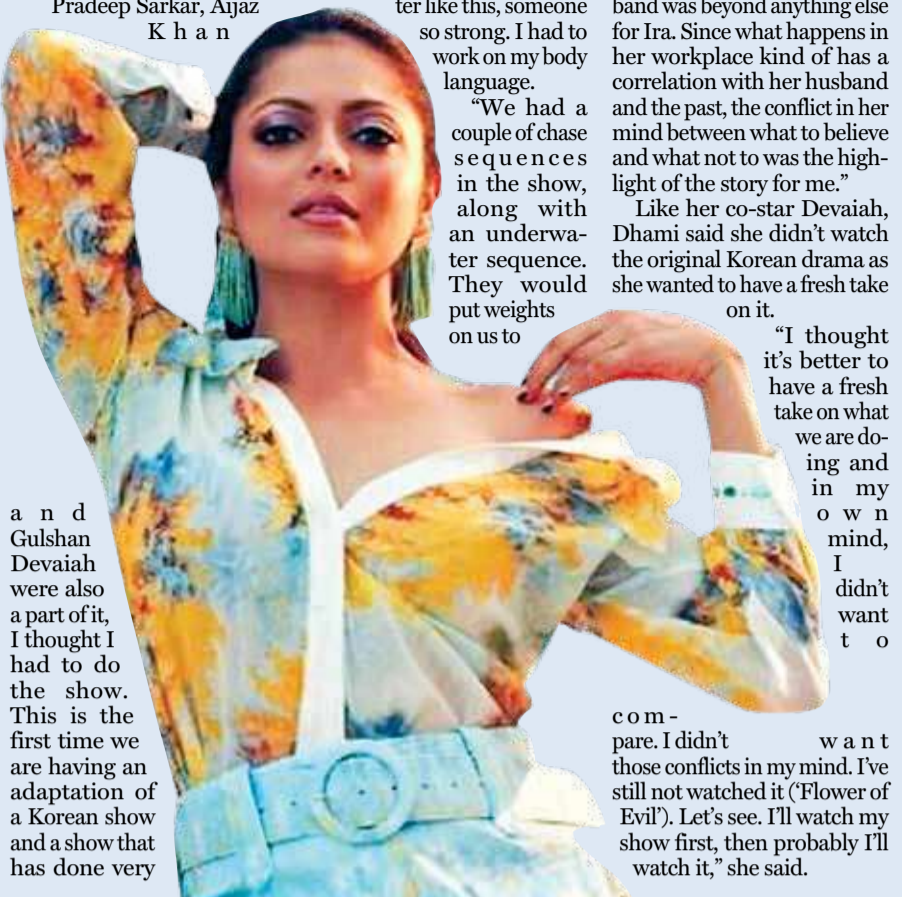 Pradeep Sarkar, Aijaz
Khan
and
Gulshan
Devaiah
were also
a part of it,
I thought I
had to do
the show.
This is the
first time we
are having an
adaptation of
a Korean show
and a show that
has done very
ter like this, someone
so strong. I had to
work on my body
language.
“We had a
couple of chase
sequences
in the show,
along with
an underwa-
ter sequence.
They would
put weights
on us to
band was beyond anything else
for Ira. Since what happens in
her workplace kind of has a
correlation with her husband
and the past, the conflict in her
mind between what to believe
and what not to was the high-
light of the story for me.”
Like her co-star Devaiah,
Dhami said she didn’t watch
the original Korean drama as
she wanted to have a fresh take
on it.
“I thought
it’s better to
have a fresh
take on what
we are do-
ing and
in my
own
mind,
I
didn’t
want
to
com-
pare. I didn’t want
those conflicts in my mind. I’ve
still not watched it (‘Flower of
Evil’). Let’s see. I’ll watch my
show first, then probably I’ll
watch it,” she said.